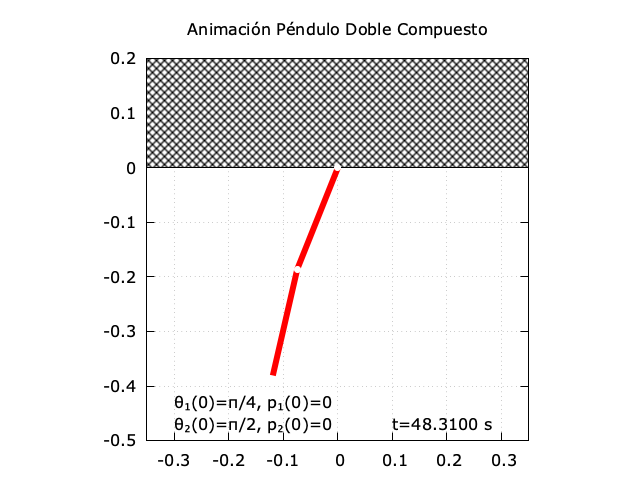 Animación Péndulo Doble Compuesto
0.2
0.1
0
-0.1
-0.2
-0.3
-0.4
-0.5
θ₁(0)=π/4, p₁(0)=0
θ₂(0)=π/2, p₂(0)=0
t=48.3100 s
-0.3 -0.2 -0.1 0 0.1 0.2 0.3